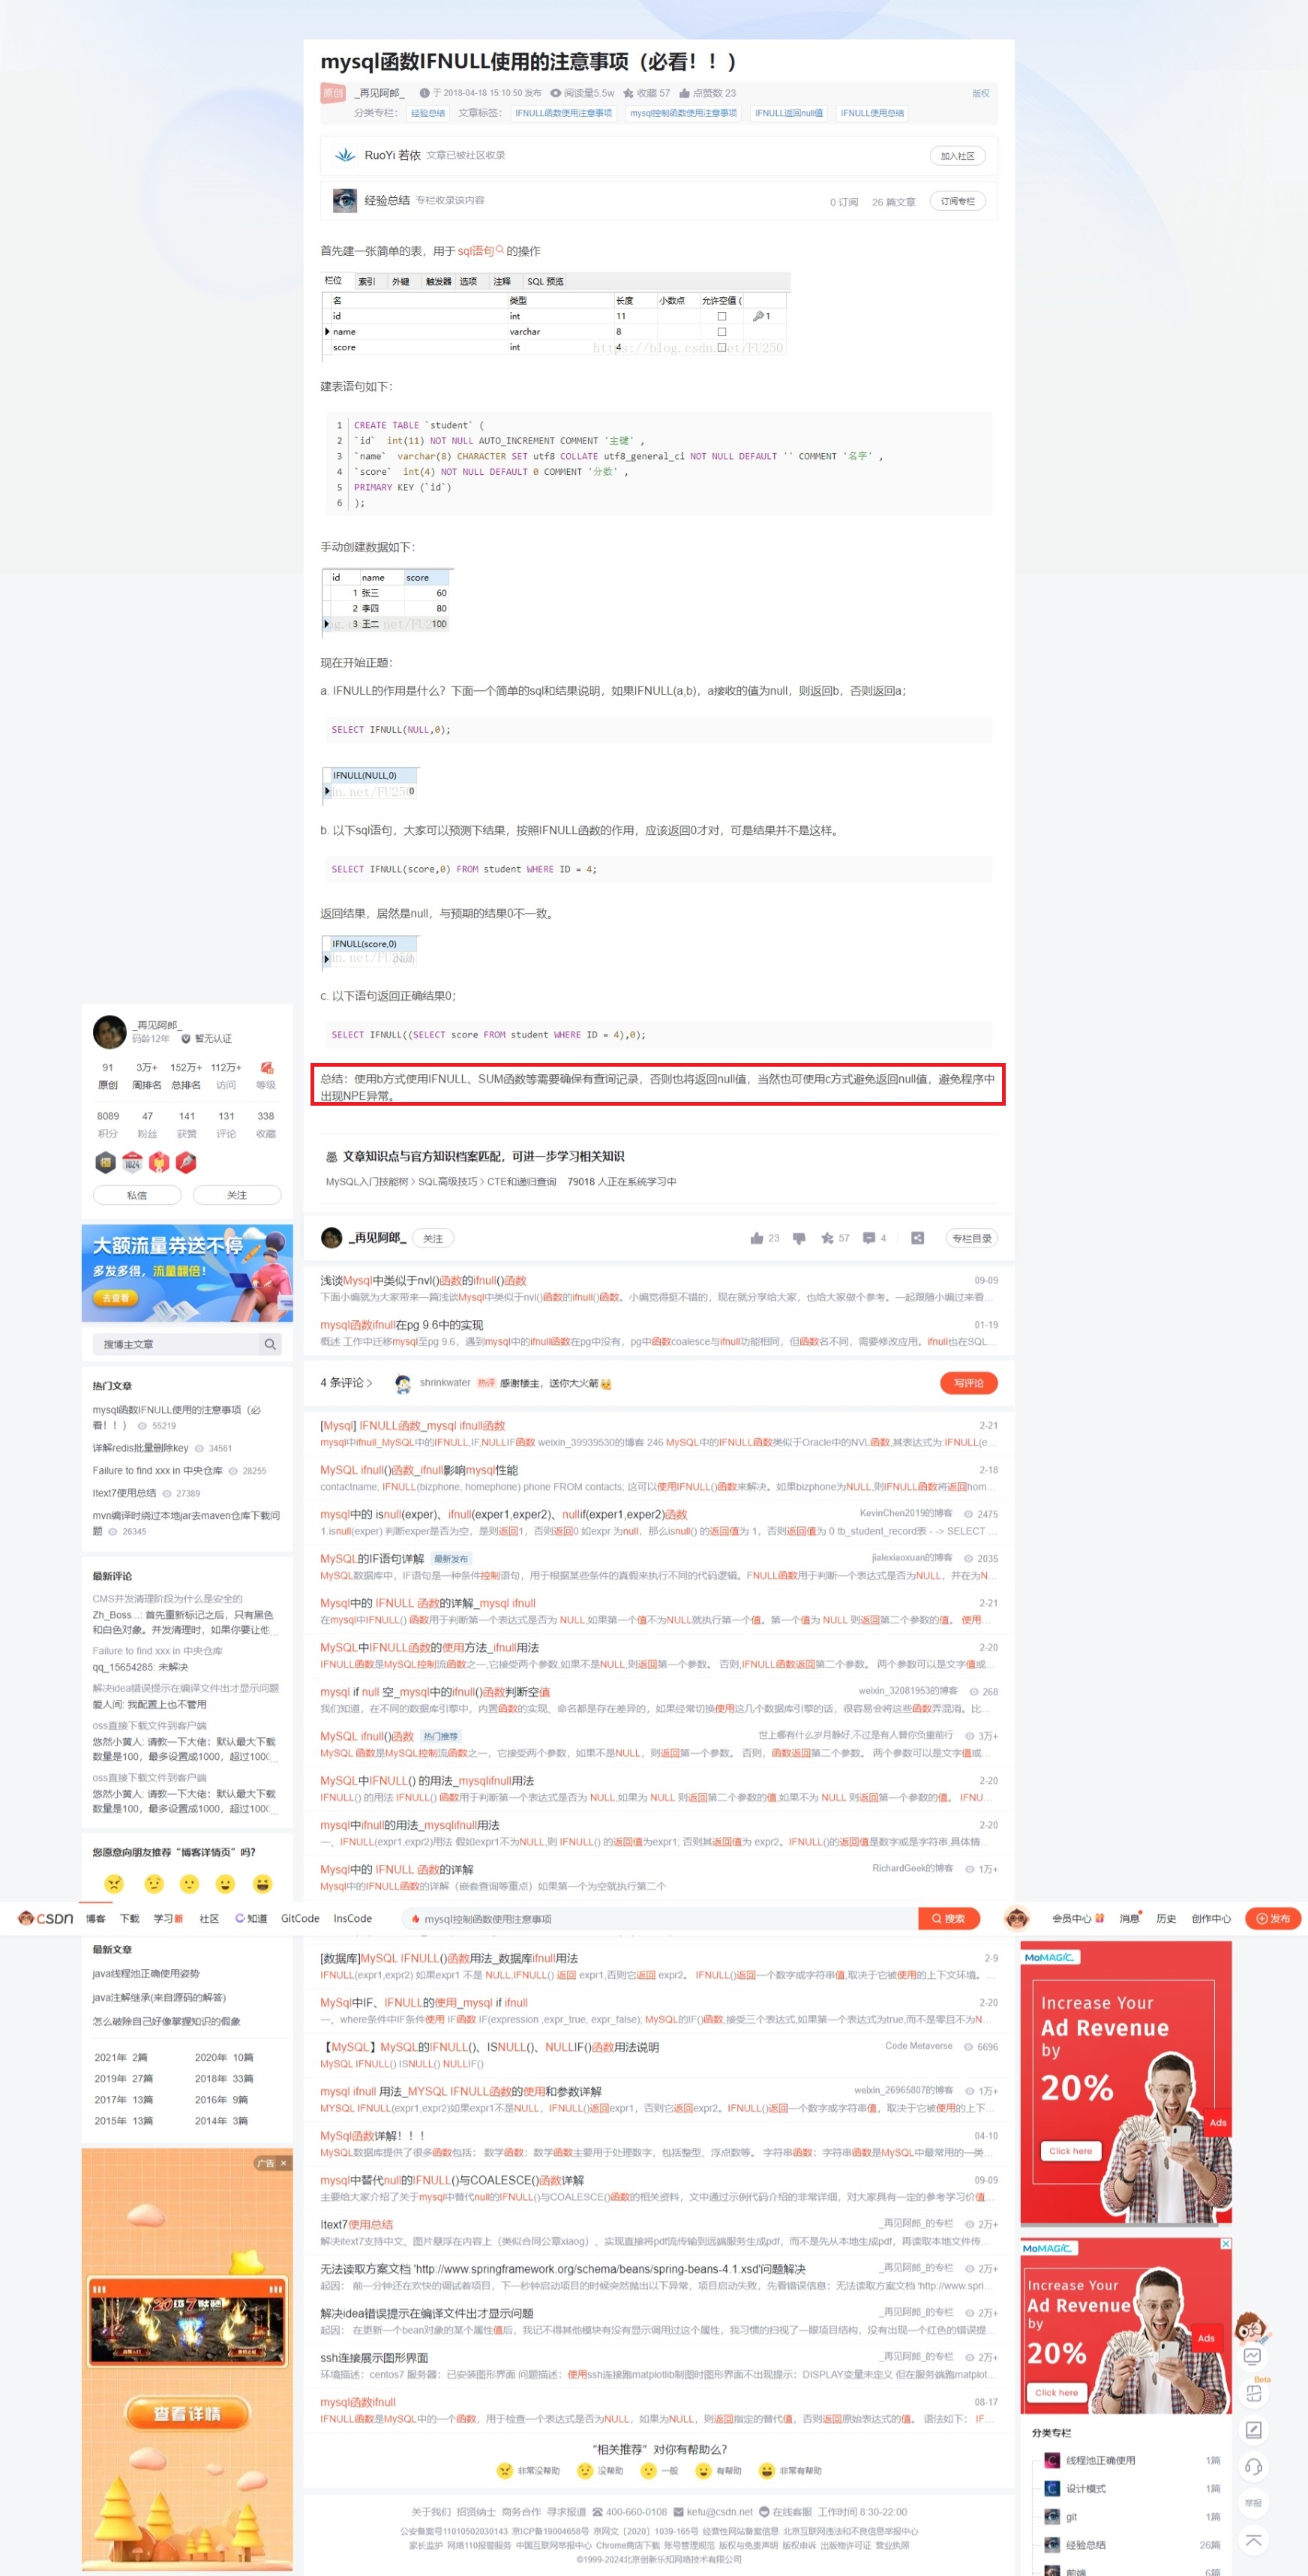 mysql函数IFNULL使用的注意事项（必看！！）
原创 _再见阿郎_ 于 2018-04-18 15:10:50 发布 阅读量5.5w 收藏 57 点赞数 23 版权
分类专栏： 经验总结 文章标签： IFNULL函数使用注意事项 mysql控制函数使用注意事项 IFNULL返回null值 IFNULL使用总结
RuoYi 若依 文章已被社区收录 加入社区
经验总结 专栏收录该内容 0 订阅 26 篇文章 订阅专栏
首先建一张简单的表，用于 sql语句 的操作
栏位 索引 外键 触发器 选项 注释 SQL 预览
名 类型 长度 小数点 允许空值 (
id int 11 1
name varchar 8
score int 4
https://blog.csdn.net/FU250
建表语句如下：
1 CREATE TABLE `student` (
2 `id` int(11) NOT NULL AUTO_INCREMENT COMMENT '主键' ,
3 `name` varchar(8) CHARACTER SET utf8 COLLATE utf8_general_ci NOT NULL DEFAULT '' COMMENT '名字' ,
4 `score` int(4) NOT NULL DEFAULT 0 COMMENT '分数' ,
5 PRIMARY KEY (`id`)
6 );
手动创建数据如下：
id name score
1 张三 60
2 李四 80
3 王二 100
现在开始正题：
a. IFNULL的作用是什么？下面一个简单的sql和结果说明，如果IFNULL(a,b)，a接收的值为null，则返回b，否则返回a；
SELECT IFNULL(NULL,0);
IFNULL(NULL,0)
0
b. 以下sql语句，大家可以预测下结果，按照IFNULL函数的作用，应该返回0才对，可是结果并不是这样。
SELECT IFNULL(score,0) FROM student WHERE ID = 4;
返回结果，居然是null，与预期的结果0不一致。
IFNULL(score,0)
(Null)
c. 以下语句返回正确结果0；
SELECT IFNULL((SELECT score FROM student WHERE ID = 4),0);
总结：使用b方式使用IFNULL、SUM函数等需要确保有查询记录，否则也将返回null值，当然也可使用c方式避免返回null值，避免程序中
出现NPE异常。
文章知识点与官方知识档案匹配，可进一步学习相关知识
MySQL入门技能树 > SQL高级技巧 > CTE和递归查询 79018 人正在系统学习中
_再见阿郎_ 关注 23 57 4 专栏目录
浅谈Mysql中类似于nvl()函数的ifnull()函数 09-09
下面小编就为大家带来一篇浅谈Mysql中类似于nvl()函数的ifnull()函数。小编觉得挺不错的，现在就分享给大家，也给大家做个参考。一起跟随小编过来看...
mysql函数ifnull在pg 9.6中的实现 01-19
概述 工作中迁移mysql至pg 9.6，遇到mysql中的ifnull函数在pg中没有，pg中函数coalesce与ifnull功能相同，但函数名不同，需要修改应用。ifnull也在SQL...
4 条评论 > shrinkwater 热评 感谢楼主，送你大火箭 写评论
[Mysql] IFNULL函数_mysql ifnull函数 2-21
mysql中ifnull_MySQL中的IFNULL,IF,NULLIF函数 weixin_39939530的博客 246 MySQL中的IFNULL函数类似于Oracle中的NVL函数,其表达式为:IFNULL(e...
MySQL ifnull()函数_ifnull影响mysql性能 2-18
contactname, IFNULL(bizphone, homephone) phone FROM contacts; 这可以使用IFNULL()函数来解决。如果bizphone为NULL,则IFNULL函数将返回hom...
mysql中的 isnull(exper)、ifnull(exper1,exper2)、nullif(exper1,exper2)函数 KevinChen2019的博客 2475
1.isnull(exper) 判断exper是否为空，是则返回1，否则返回0 如expr 为null，那么isnull() 的返回值为 1，否则返回值为 0 tb_student_record表 - -> SELECT ...
MySQL的IF语句详解 最新发布 jialexiaoxuan的博客 2035
MySQL数据库中，IF语句是一种条件控制语句，用于根据某些条件的真假来执行不同的代码逻辑。FNULL函数用于判断一个表达式是否为NULL，并在为N...
Mysql中的 IFNULL 函数的详解_mysql ifnull 2-21
在mysql中IFNULL() 函数用于判断第一个表达式是否为 NULL,如果第一个值不为NULL就执行第一个值。第一个值为 NULL 则返回第二个参数的值。 使用...
MySQL中IFNULL函数的使用方法_ifnull用法 2-20
IFNULL函数是MySQL控制流函数之一,它接受两个参数,如果不是NULL,则返回第一个参数。 否则,IFNULL函数返回第二个参数。 两个参数可以是文字值或...
mysql if null 空_mysql中的ifnull()函数判断空值 weixin_32081953的博客 268
我们知道，在不同的数据库引擎中，内置函数的实现、命名都是存在差异的，如果经常切换使用这几个数据库引擎的话，很容易会将这些函数弄混淆。比...
MySQL ifnull()函数 热门推荐 世上哪有什么岁月静好,不过是有人替你负重前行 3万+
MySQL 函数是MySQL控制流函数之一，它接受两个参数，如果不是NULL，则返回第一个参数。 否则，函数返回第二个参数。 两个参数可以是文字值或...
MySQL中IFNULL() 的用法_mysqlifnull用法 2-20
IFNULL() 的用法 IFNULL() 函数用于判断第一个表达式是否为 NULL,如果为 NULL 则返回第二个参数的值,如果不为 NULL 则返回第一个参数的值。 IFNU...
mysql中ifnull的用法_mysqlifnull用法 2-20
一、IFNULL(expr1,expr2)用法 假如expr1不为NULL,则 IFNULL() 的返回值为expr1; 否则其返回值为 expr2。IFNULL()的返回值是数字或是字符串,具体情...
Mysql中的 IFNULL 函数的详解 RichardGeek的博客 1万+
Mysql中的IFNULL函数的详解（嵌套查询等重点）如果第一个为空就执行第二个
_再见阿郎_
码龄12年 暂无认证
91 3万+ 152万+ 112万+
原创 周排名 总排名 访问 等级
8089 47 141 131 338
积分 粉丝 获赞 评论 收藏
1024
私信 关注
大额流量券送不停
多发多得，流量翻倍！
去查看
搜博主文章
热门文章
mysql函数IFNULL使用的注意事项（必
看！！） 55219
详解redis批量删除key 34561
Failure to find xxx in 中央仓库 28255
Itext7使用总结 27389
mvn编译时绕过本地jar去maven仓库下载问
题 26345
最新评论
CMS并发清理阶段为什么是安全的
Zh_Boss...: 首先重新标记之后，只有黑色
和白色对象。并发清理时，如果你要让他...
Failure to find xxx in 中央仓库
qq_15654285: 未解决
解决idea错误提示在编译文件出才显示问题
爱人间: 我配置上也不管用
oss直接下载文件到客户端
悠然小黄人: 请教一下大佬：默认最大下载
数量是100，最多设置成1000，超过100(...
oss直接下载文件到客户端
悠然小黄人: 请教一下大佬：默认最大下载
数量是100，最多设置成1000，超过100(...
您愿意向朋友推荐“博客详情页”吗？
CSDN 博客 下载 学习新 社区 知道 GitCode InsCode mysql控制函数使用注意事项 搜索 会员中心 消息 历史 创作中心 发布
最新文章
java线程池正确使用姿势
java注解继承(来自源码的解答)
怎么破除自己好像掌握知识的假象
2021年 2篇 2020年 10篇
2019年 27篇 2018年 33篇
2017年 13篇 2016年 9篇
2015年 13篇 2014年 3篇
广告 ×
查看详情
[数据库]MySQL IFNULL()函数用法_数据库ifnull用法 2-9
IFNULL(expr1,expr2) 如果expr1 不是 NULL,IFNULL() 返回 expr1,否则它返回 expr2。 IFNULL()返回一个数字或字符串值,取决于它被使用的上下文环境。...
MySql中IF、IFNULL的使用_mysql if ifnull 2-20
一、where条件中IF条件使用 IF函数 IF(expression ,expr_true, expr_false); MySQL的IF()函数,接受三个表达式,如果第一个表达式为true,而不是零且不为N...
【MySQL】MySQL的IFNULL()、ISNULL()、NULLIF()函数用法说明 Code Metaverse 6696
MySQL IFNULL() ISNULL() NULLIF()
mysql ifnull 用法_MYSQL IFNULL函数的使用和参数详解 weixin_26965807的博客 1万+
MYSQL IFNULL(expr1,expr2)如果expr1不是NULL，IFNULL()返回expr1，否则它返回expr2。IFNULL()返回一个数字或字符串值，取决于它被使用的上下...
MySql函数详解！！！ 04-10
MySQL数据库提供了很多函数包括： 数学函数：数学函数主要用于处理数字，包括整型、浮点数等。 字符串函数：字符串函数是MySQL中最常用的一类...
mysql中替代null的IFNULL()与COALESCE()函数详解 09-09
主要给大家介绍了关于mysql中替代null的IFNULL()与COALESCE()函数的相关资料，文中通过示例代码介绍的非常详细，对大家具有一定的参考学习价值...
Itext7使用总结 _再见阿郎_的专栏 2万+
解决itext7支持中文、图片悬浮在内容上（类似合同公章xiaog）、实现直接将pdf流传输到远端服务生成pdf，而不是先从本地生成pdf，再读取本地文件传...
无法读取方案文档 'http://www.springframework.org/schema/beans/spring-beans-4.1.xsd'问题解决 _再见阿郎_的专栏 2万+
起因： 前一分钟还在欢快的调试着项目，下一秒钟启动项目的时候突然抛出以下异常，项目启动失败，先看错误信息：无法读取方案文档 'http://www.spri...
解决idea错误提示在编译文件出才显示问题 _再见阿郎_的专栏 2万+
起因： 在更新一个bean对象的某个属性值后，我记不得其他模块有没有显示调用过这个属性，我习惯的扫视了一眼项目结构，没有出现一个红色的错误提...
ssh连接展示图形界面 _再见阿郎_的专栏 2万+
环境描述：centos7 服务器：已安装图形界面 问题描述：使用ssh连接跑matplotlib制图时图形界面不出现提示：DISPLAY变量未定义 但在服务端跑matplot...
mysql函数ifnull 08-17
IFNULL函数是MySQL中的一个函数，用于检查一个表达式是否为NULL，如果为NULL，则返回指定的替代值，否则返回原始表达式的值。 语法如下： IF...
“相关推荐”对你有帮助么？
非常没帮助 没帮助 一般 有帮助 非常有帮助
关于我们 招贤纳士 商务合作 寻求报道 400-660-0108 kefu@csdn.net 在线客服 工作时间 8:30-22:00
公安备案号11010502030143 京ICP备19004658号 京网文〔2020〕1039-165号 经营性网站备案信息 北京互联网违法和不良信息举报中心
家长监护 网络110报警服务 中国互联网举报中心 Chrome商店下载 账号管理规范 版权与免责声明 版权申诉 出版物许可证 营业执照
©1999-2024北京创新乐知网络技术有限公司
MoMAGIC
Increase Your
Ad Revenue
by
20%
Ads
Click here
MoMAGIC
Increase Your
Ad Revenue
by
20%
Ads
Click here
Beta
分类专栏
线程池正确使用 1篇
设计模式 1篇
git 1篇
举报
经验总结 26篇
前端 6篇